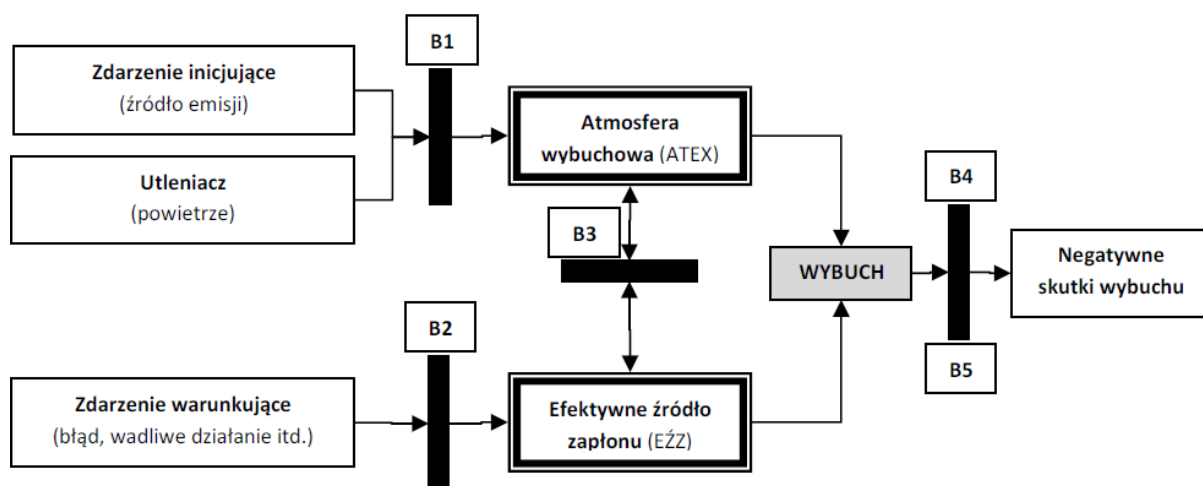 B1
Zdarzenie inicjujące
(źródło emisji)
Atmosfera
wybuchowa (ATEX)
Utleniacz
(powietrze)
B4
B3
WYBUCH
Negatywne
skutki wybuchu
B2
B5
Zdarzenie warunkujące
(błąd, wadliwe działanie itd.)
Efektywne źródło
zapłonu (EŹZ)